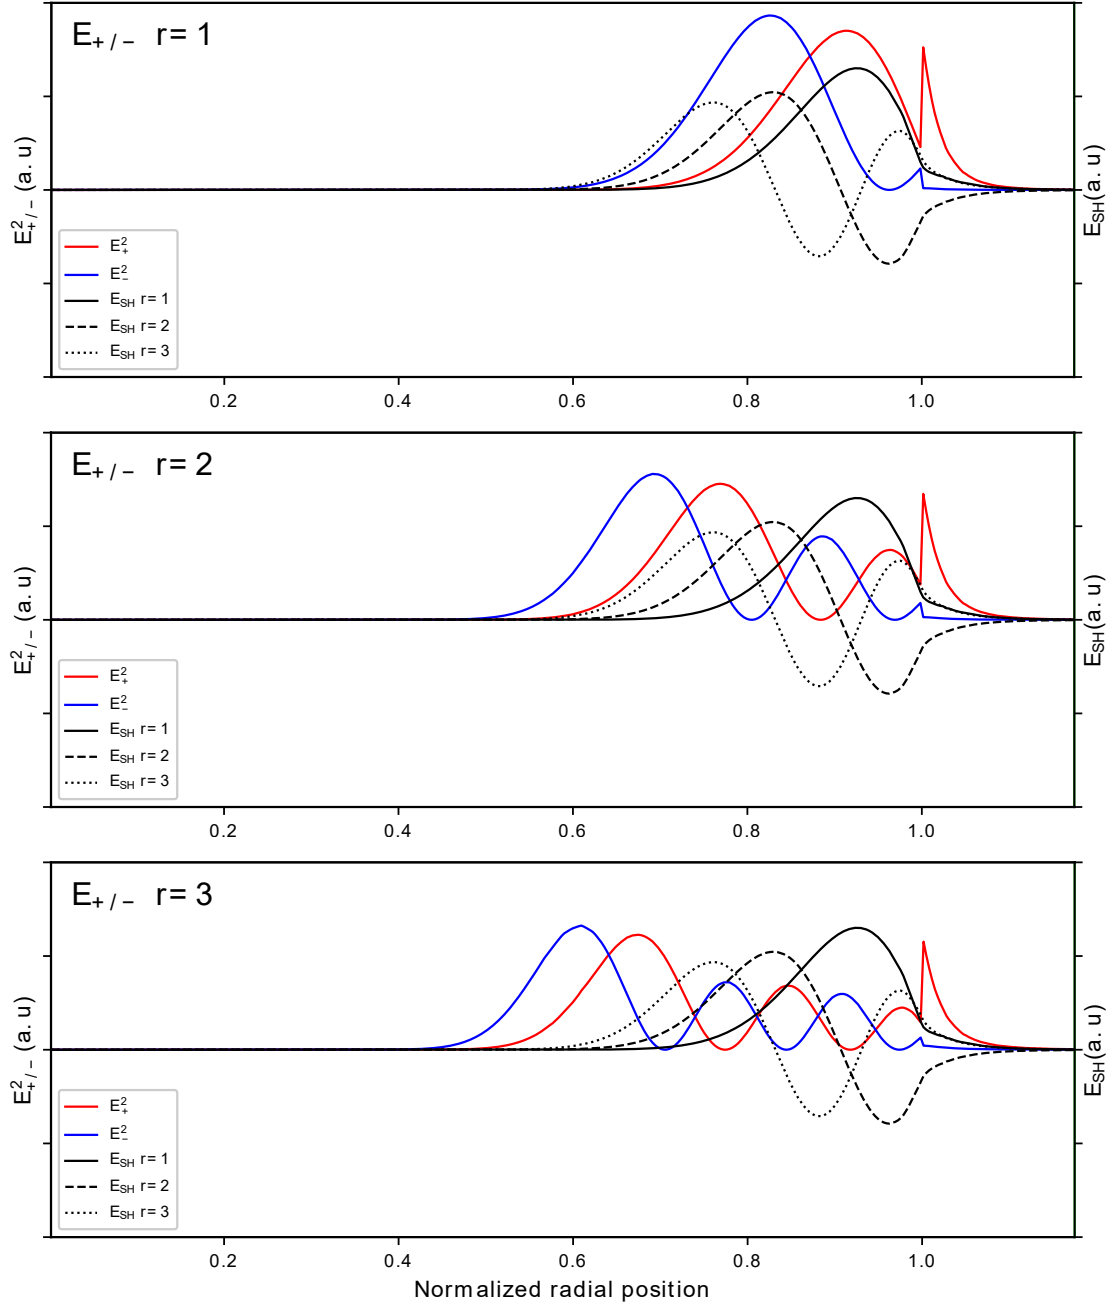 E+/− r= 1
E²+/− (a. u)
ESH(a. u)
E²+
E²−
ESH r= 1
ESH r= 2
ESH r= 3
0.2 0.4 0.6 0.8 1.0
E+/− r= 2
E²+/− (a. u)
ESH(a. u)
E²+
E²−
ESH r= 1
ESH r= 2
ESH r= 3
0.2 0.4 0.6 0.8 1.0
E+/− r= 3
E²+/− (a. u)
ESH(a. u)
E²+
E²−
ESH r= 1
ESH r= 2
ESH r= 3
0.2 0.4 0.6 0.8 1.0
Normalized radial position